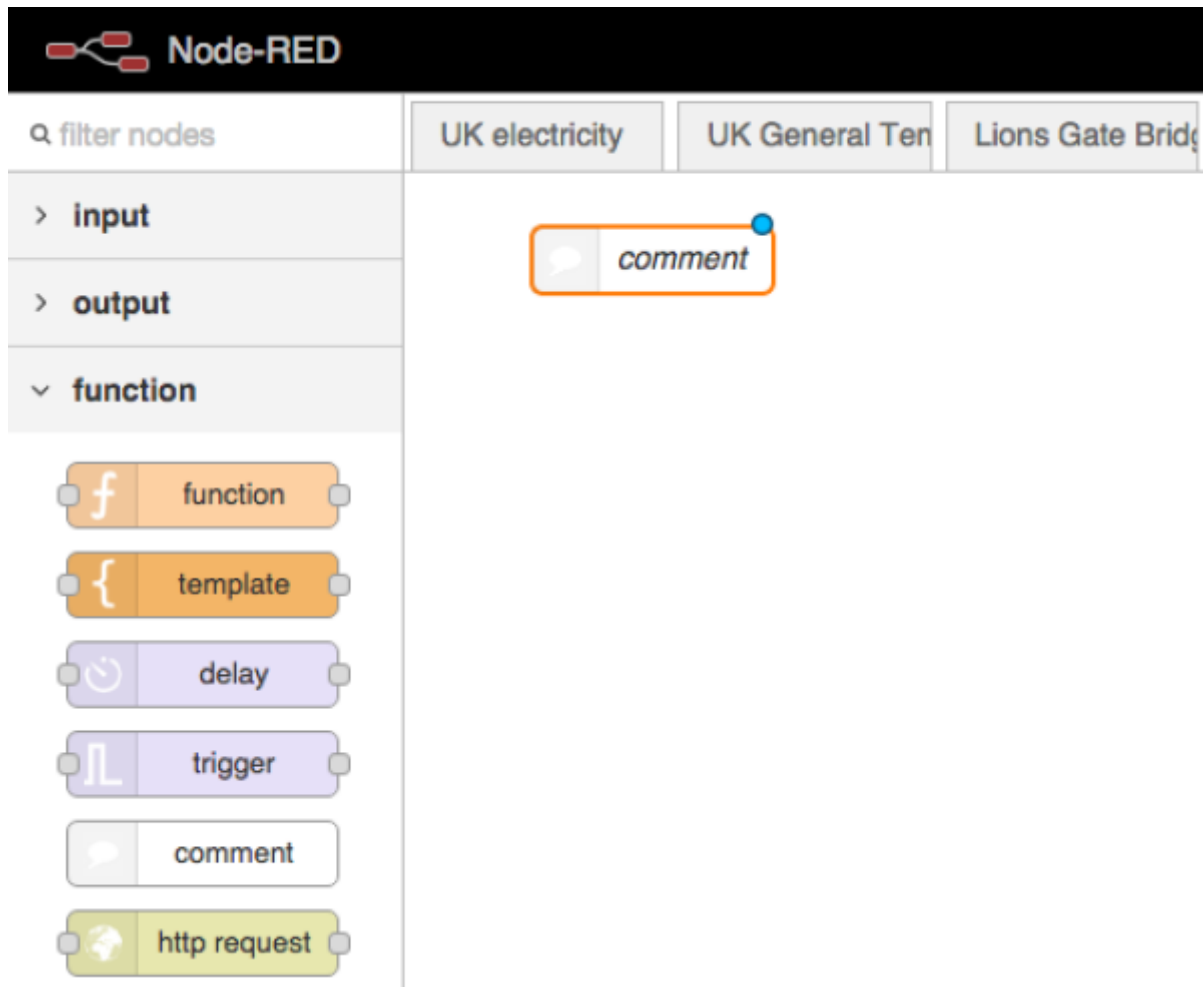 Node-RED
filter nodes
UK electricity
UK General Ten
Lions Gate Bridg
input
comment
output
function
function
template
delay
trigger
comment
http request